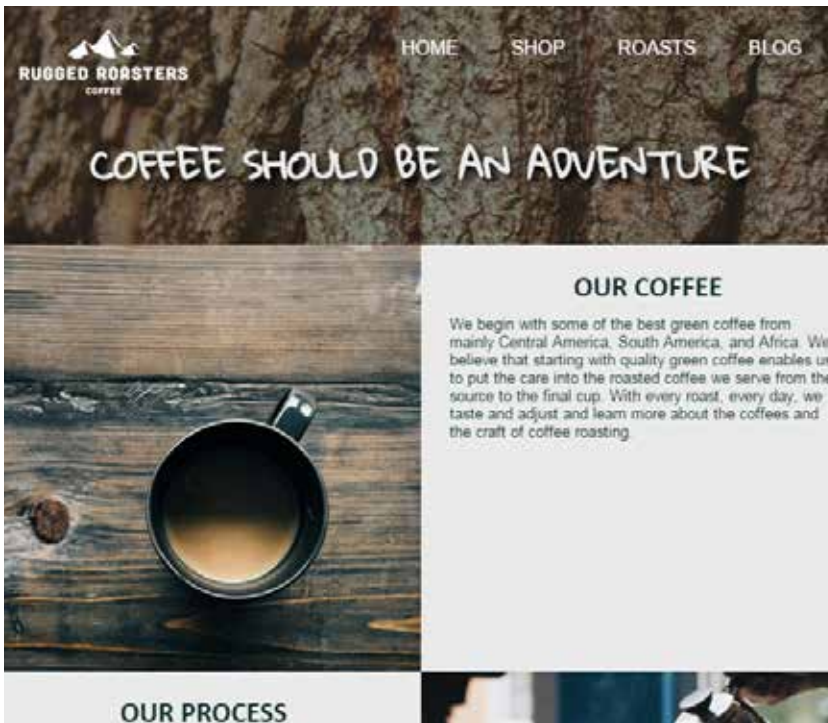 RUGGED ROASTERS
COFFEE
HOME SHOP ROASTS BLOG
COFFEE SHOULD BE AN ADVENTURE
OUR COFFEE
We begin with some of the best green coffee from
mainly Central America, South America, and Africa. We
believe that starting with quality green coffee enables us
to put the care into the roasted coffee we serve from the
source to the final cup. With every roast, every day, we
taste and adjust and learn more about the coffees and
the craft of coffee roasting.
OUR PROCESS